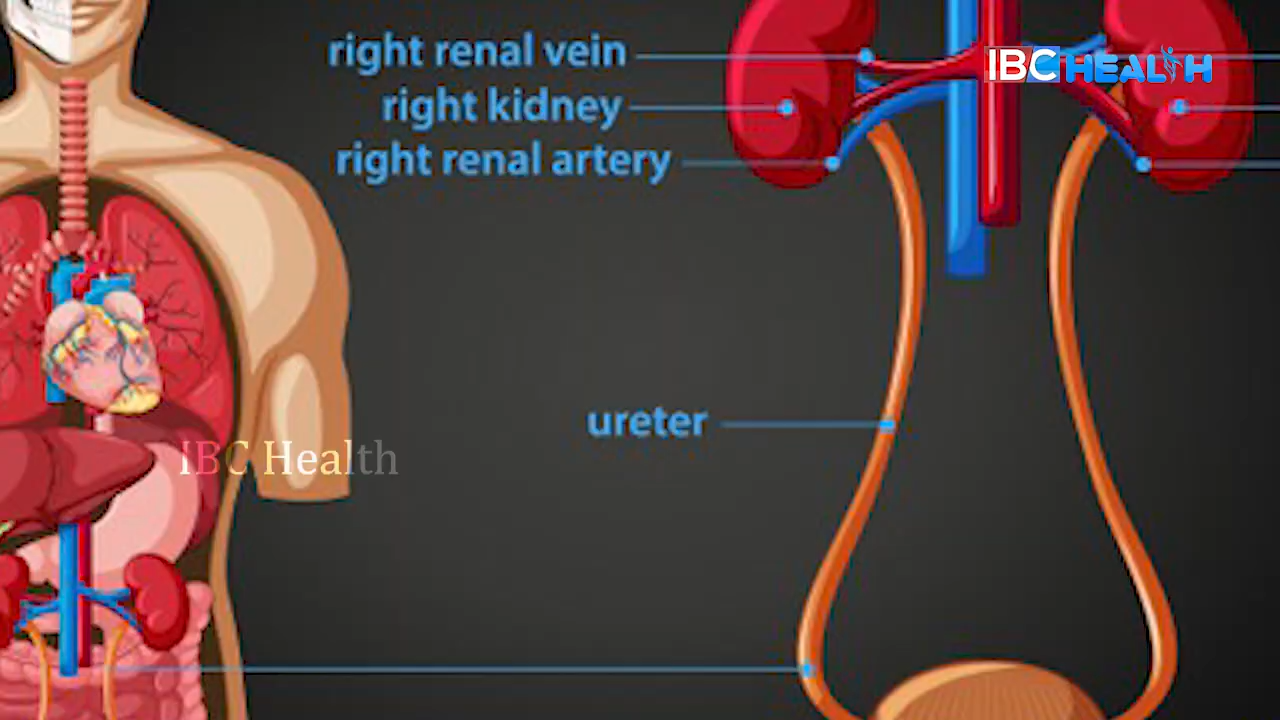 right renal vein
IBC HEALTH
right kidney
right renal artery
ureter
IBC Health